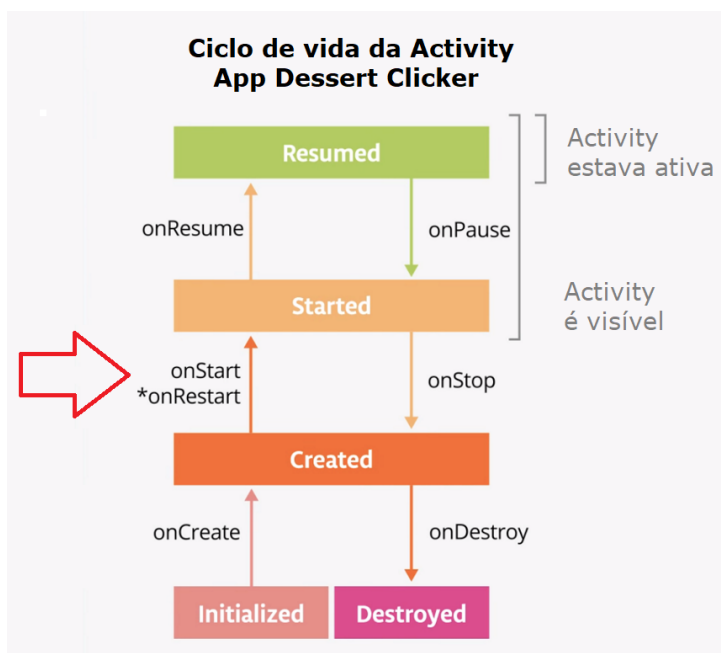 Ciclo de vida da Activity
App Dessert Clicker
Resumed
Activity
estava ativa
onResume
onPause
Started
Activity
é visível
onStart
*onRestart
onStop
Created
onCreate
onDestroy
Initialized
Destroyed